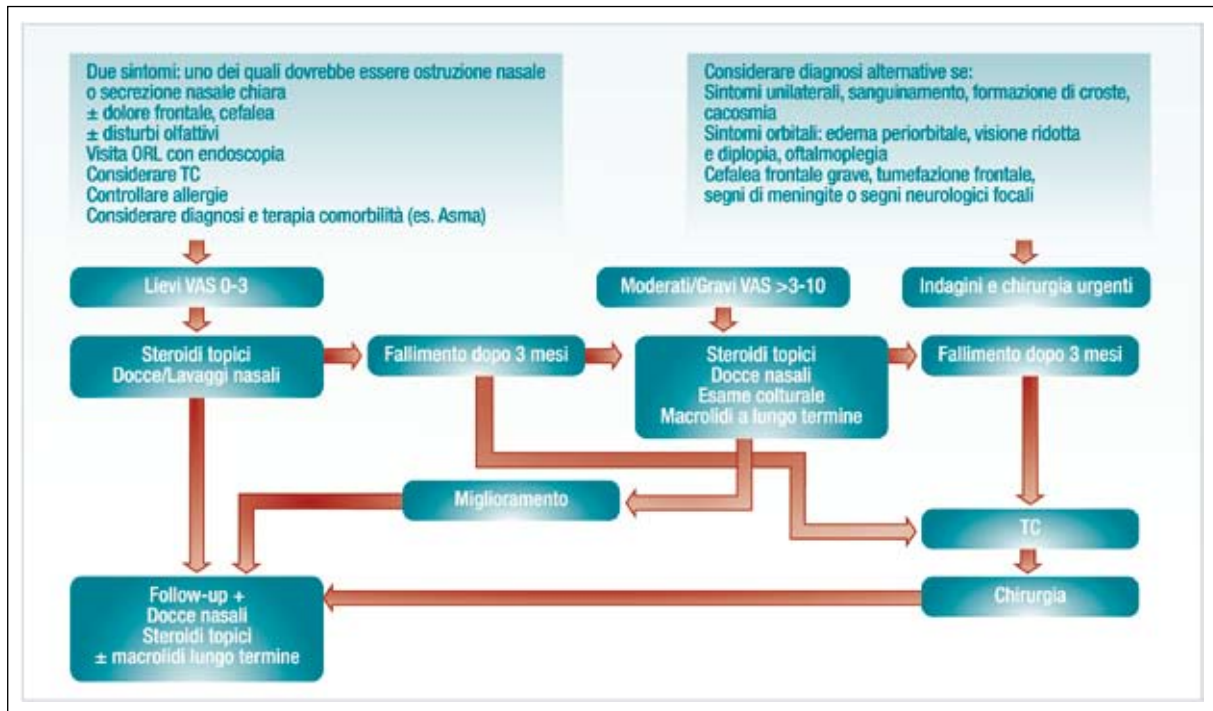 Due sintomi: uno dei quali dovrebbe essere ostruzione nasale
o secrezione nasale chiara
± dolore frontale, cefalea
± disturbi olfattivi
Visita ORL con endoscopia
Considerare TC
Controllare allergie
Considerare diagnosi e terapia comorbilità (es. Asma)
Considerare diagnosi alternative se:
Sintomi unilaterali, sanguinamento, formazione di croste,
cacosmia
Sintomi orbitali: edema periorbitale, visione ridotta
e diplopia, oftalmoplegia
Cefalea frontale grave, tumefazione frontale,
segni di meningite o segni neurologici focali
Lievi VAS 0-3
Moderati/Gravi VAS >3-10
Indagini e chirurgia urgenti
Steroidi topici
Docce/Lavaggi nasali
Fallimento dopo 3 mesi
Steroidi topici
Docce nasali
Esame colturale
Macrolidi a lungo termine
Fallimento dopo 3 mesi
Miglioramento
TC
Follow-up +
Docce nasali
Steroidi topici
± macrolidi lungo termine
Chirurgia